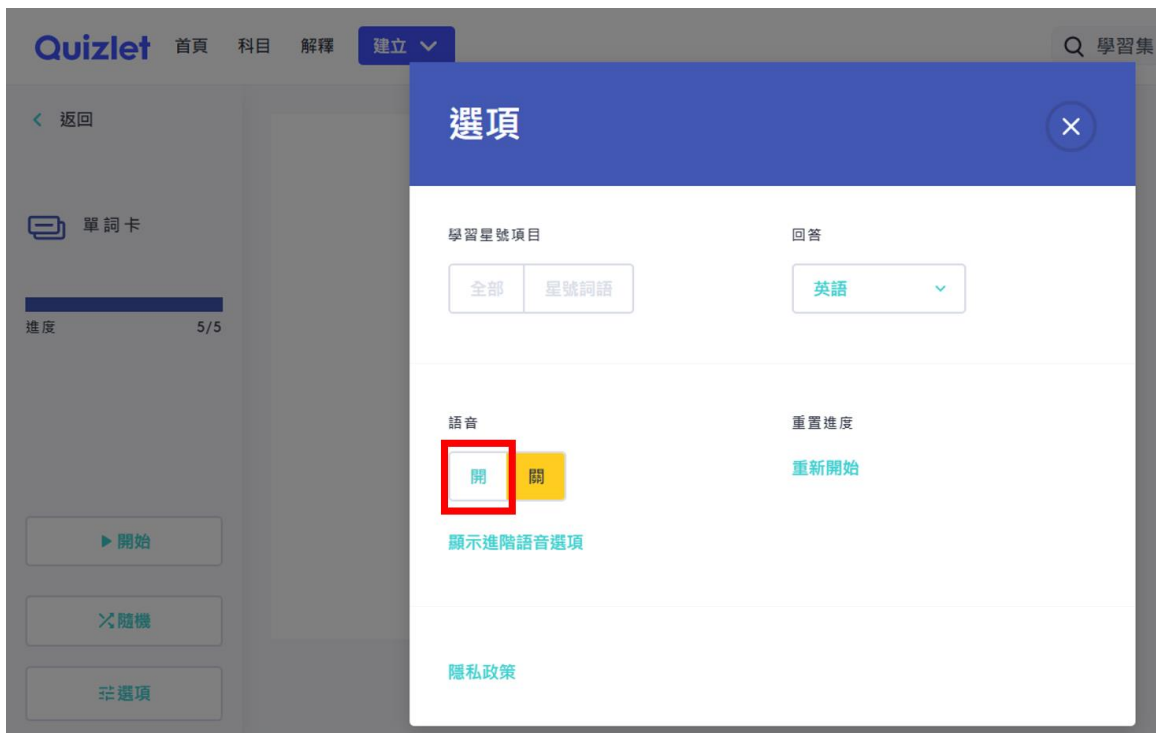 Quizlet 首頁 科目 解釋 建立 學習集
返回
單詞卡
進度 5/5
開始
隨機
選項
選項
學習星號項目 回答
全部 星號詞語 英語
語音 重置進度
開 關 重新開始
顯示進階語音選項
隱私政策